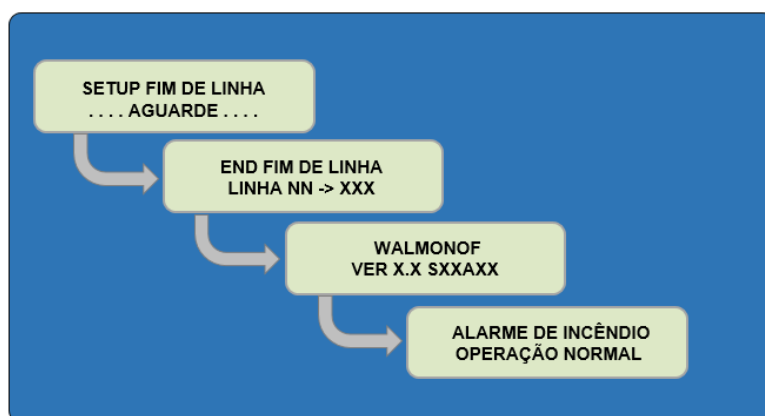 SETUP FIM DE LINHA
. . . . AGUARDE . . . .
END FIM DE LINHA
LINHA NN -> XXX
WALMONOF
VER X.X SXXAXX
ALARME DE INCÊNDIO
OPERAÇÃO NORMAL